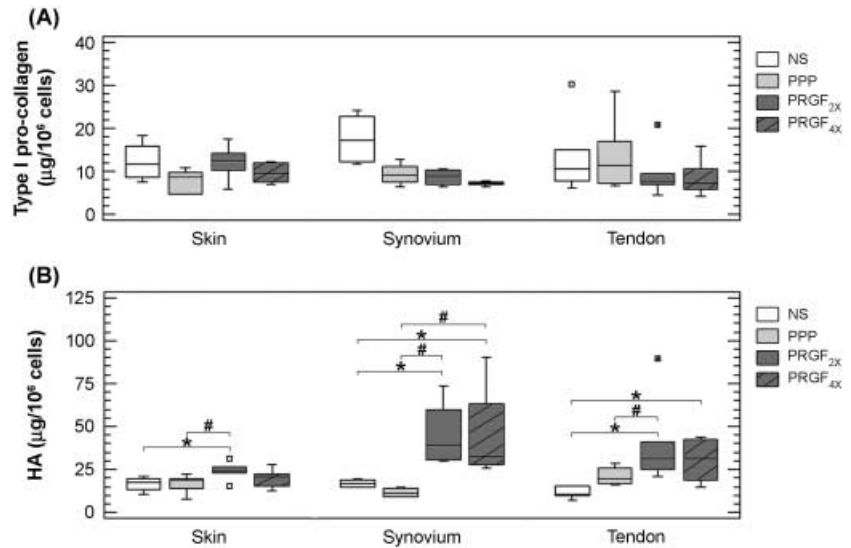 (A)
Type I pro-collagen
(µg/10⁶ cells)
40
30
20
10
0
Skin
Synovium
Tendon
NS
PPP
PRGF2X
PRGF4X
(B)
HA (µg/10⁶ cells)
125
100
75
50
25
0
#
*
#
*
#
*
*
#
*
Skin
Synovium
Tendon
NS
PPP
PRGF2X
PRGF4X